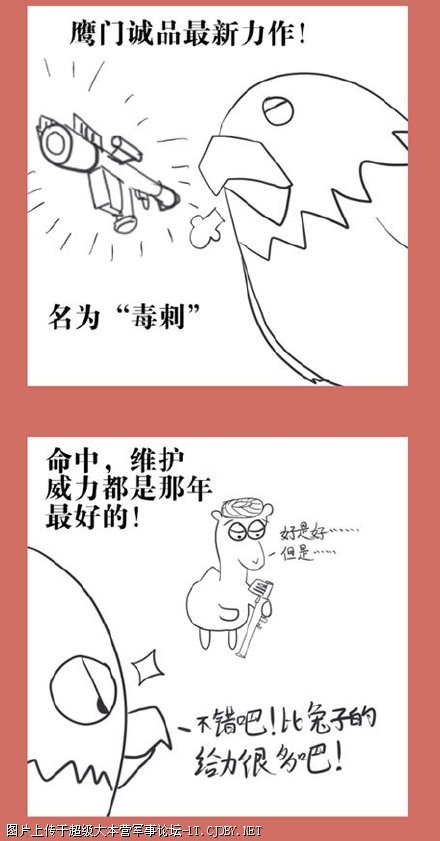 鹰门诚品最新力作!
名为“毒刺”
命中，维护
威力都是那年
最好的!
好是好……
但是……
不错吧!比兔子的
给力很多吧!
图片上传于超级大本营军事论坛-LT.CJDBY.NET